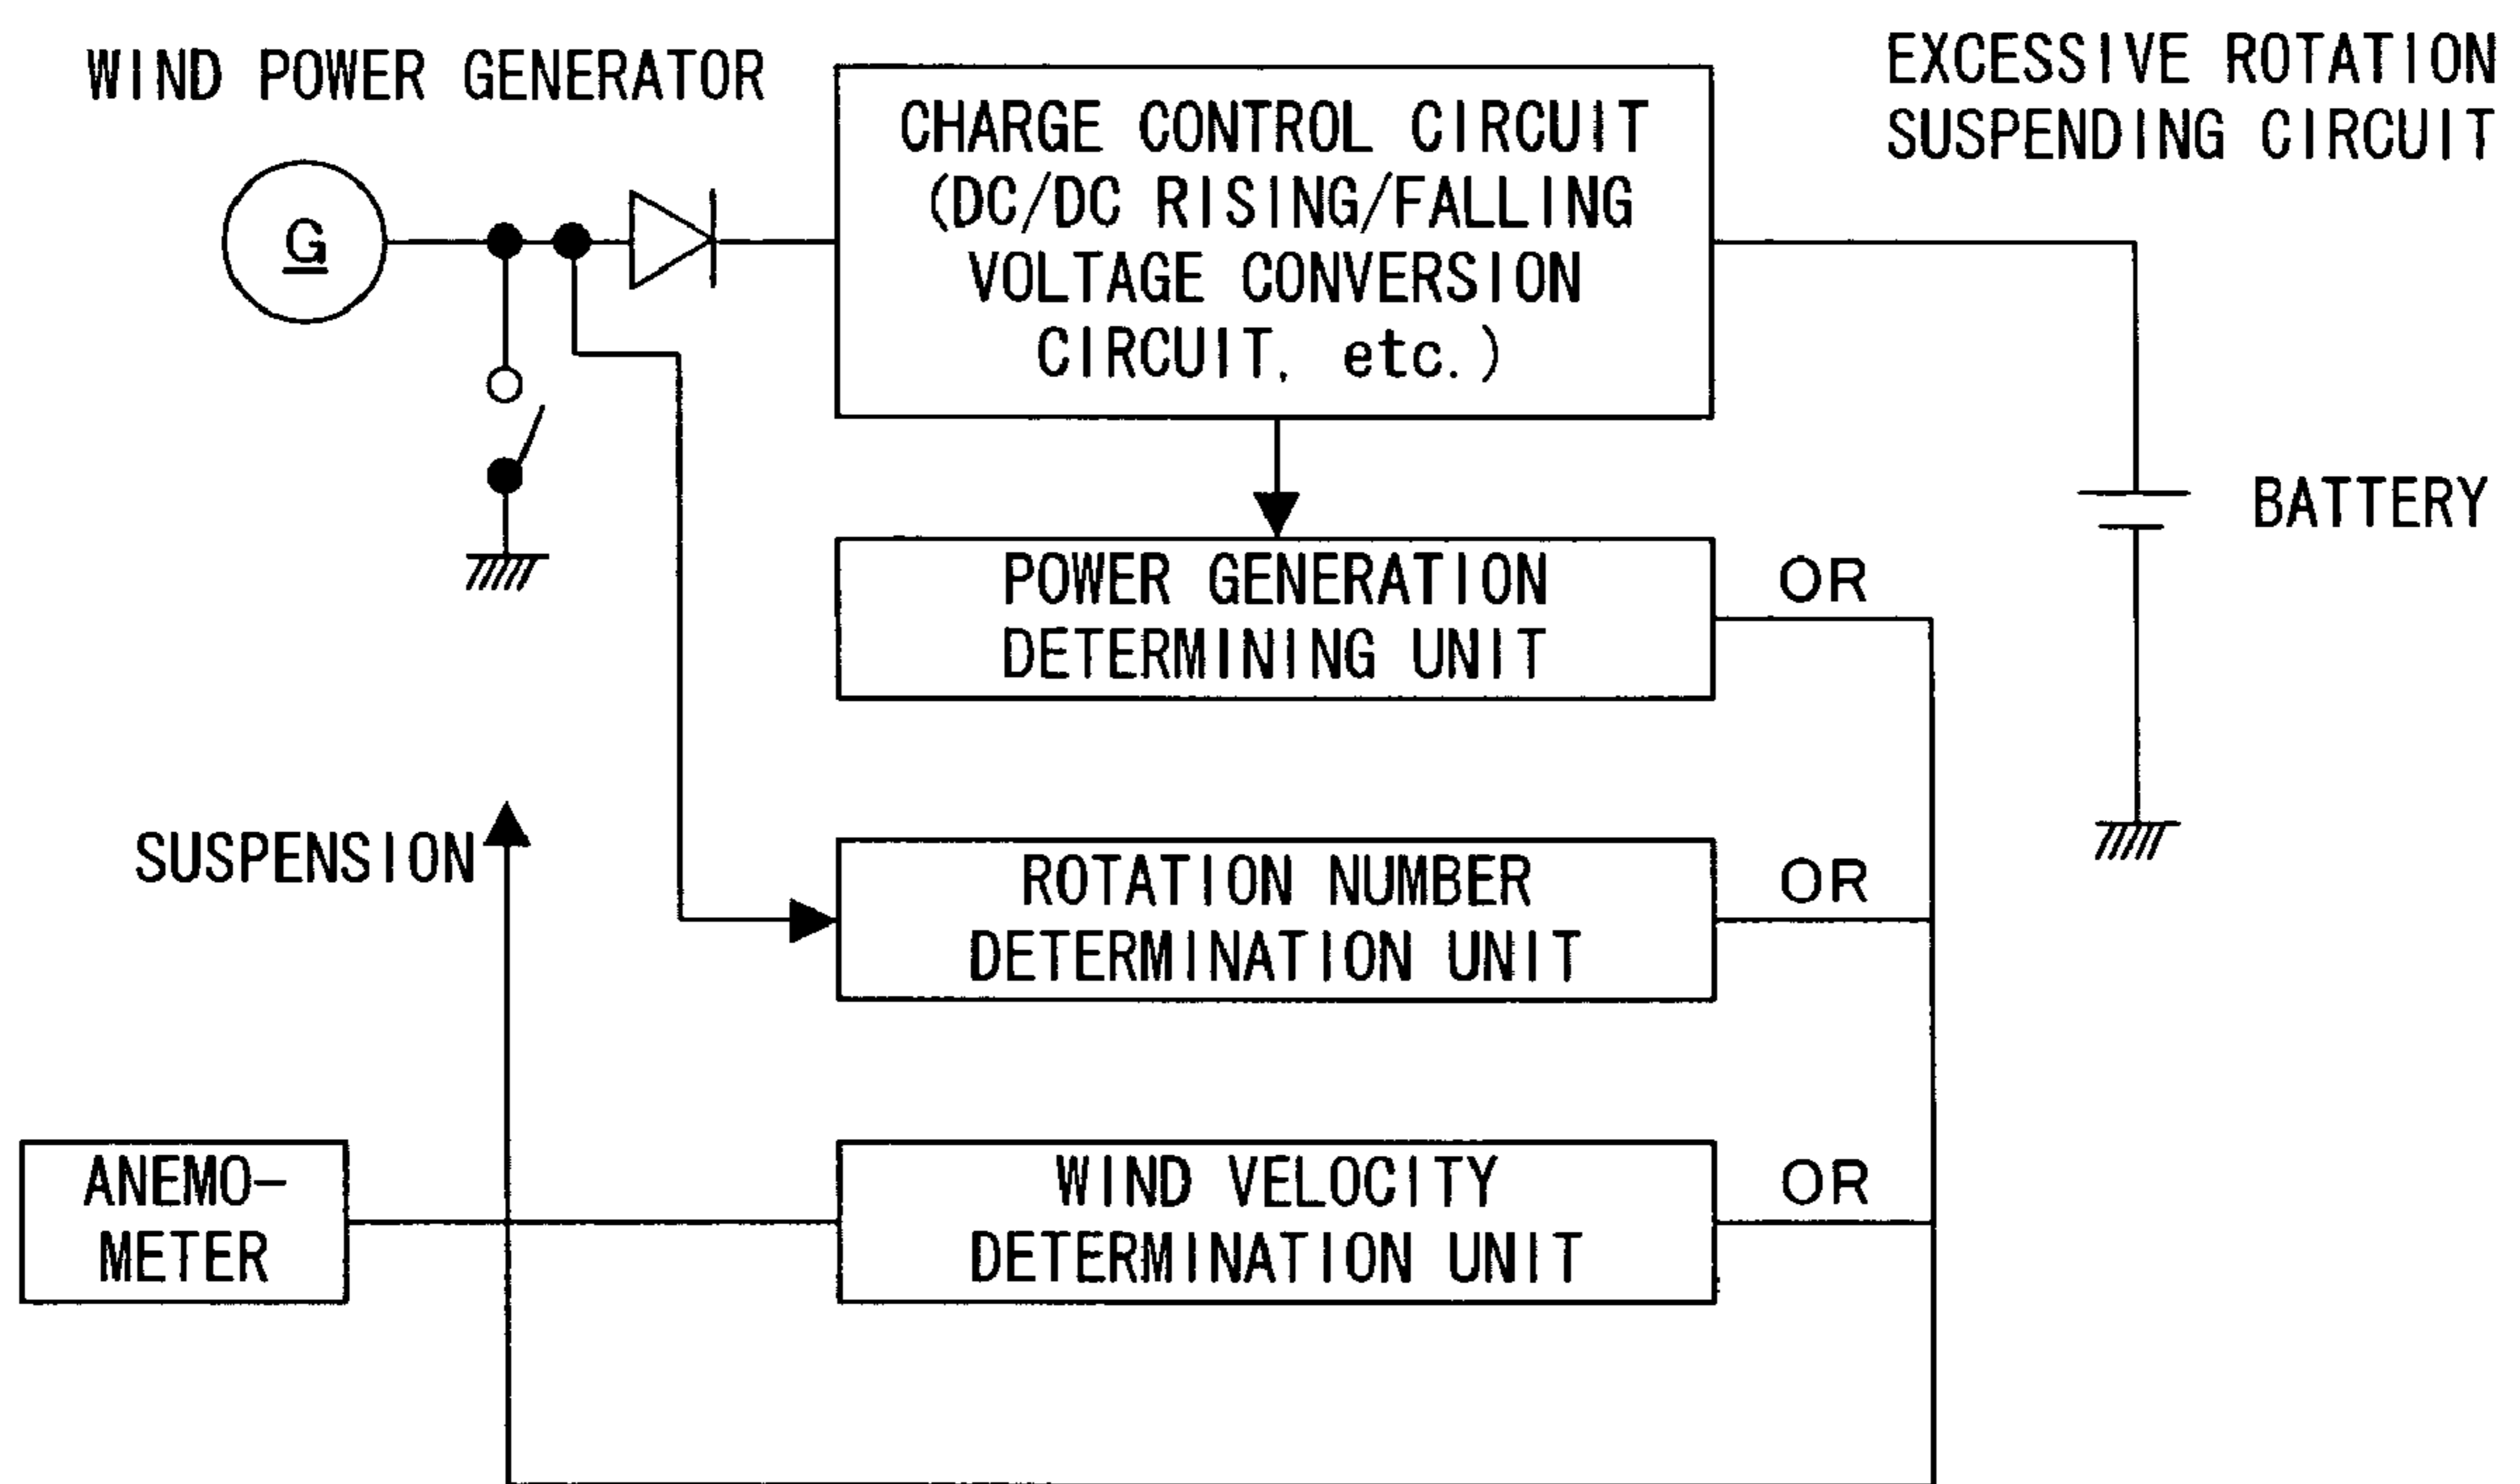 WIND POWER GENERATOR
EXCESSIVE ROTATION
SUSPENDING CIRCUIT
G
CHARGE CONTROL CIRCUIT
(DC/DC RISING/FALLING
VOLTAGE CONVERSION
CIRCUIT, etc.)
BATTERY
POWER GENERATION
DETERMINING UNIT
OR
SUSPENSION
ROTATION NUMBER
DETERMINATION UNIT
OR
ANEMO-
METER
WIND VELOCITY
DETERMINATION UNIT
OR